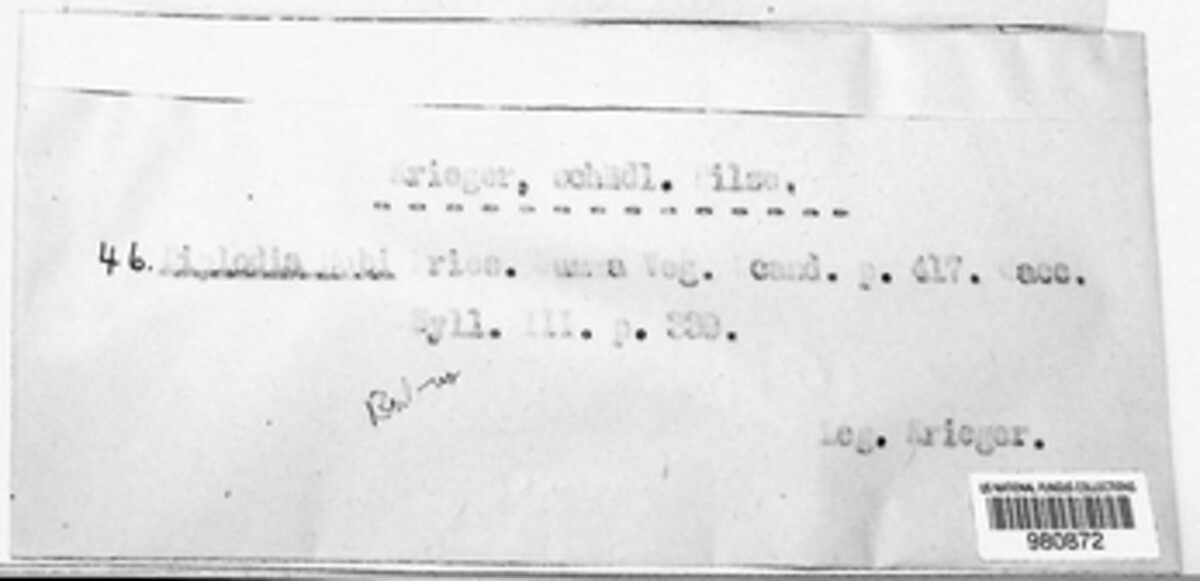 Krieger, Schädl. Pilze.
46. Diplodia Rubi Fries. Summa Veg. Scand. p. 417. Sacc.
Syll. III. p. 339.
Leg. Krieger.
US NATIONAL FUNGUS COLLECTIONS
980872